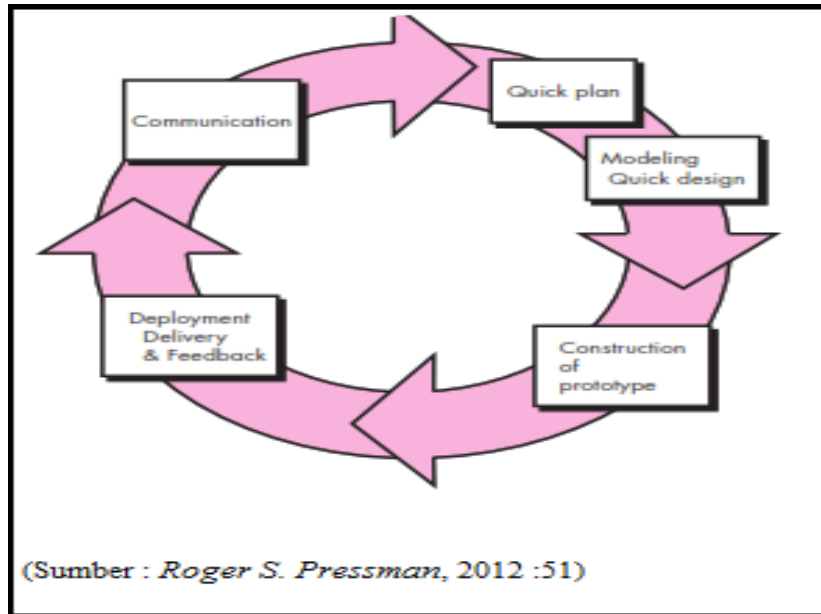 Communication
Quick plan
Modeling
Quick design
Construction
of
prototype
Deployment
Delivery
& Feedback
(Sumber : Roger S. Pressman, 2012 :51)